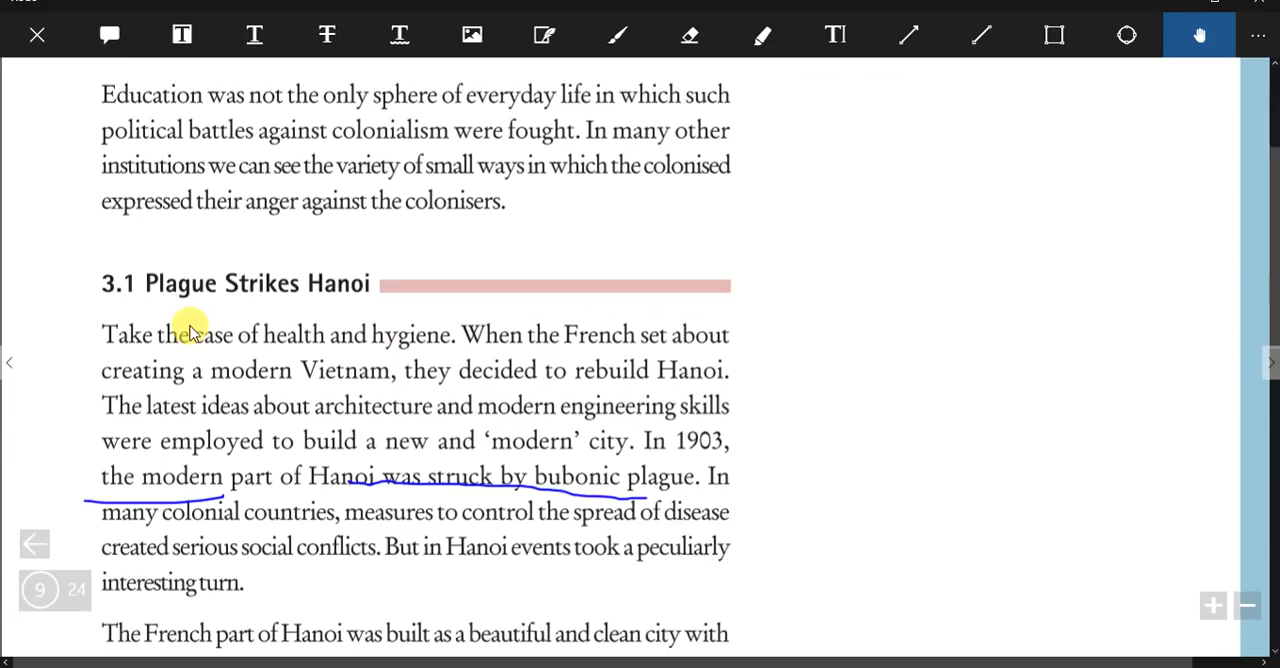 Education was not the only sphere of everyday life in which such
political battles against colonialism were fought. In many other
institutions we can see the variety of small ways in which the colonised
expressed their anger against the colonisers.
3.1 Plague Strikes Hanoi
Take the case of health and hygiene. When the French set about
creating a modern Vietnam, they decided to rebuild Hanoi.
The latest ideas about architecture and modern engineering skills
were employed to build a new and ‘modern’ city. In 1903,
the modern part of Hanoi was struck by bubonic plague. In
many colonial countries, measures to control the spread of disease
created serious social conflicts. But in Hanoi events took a peculiarly
interesting turn.
9 24
The French part of Hanoi was built as a beautiful and clean city with